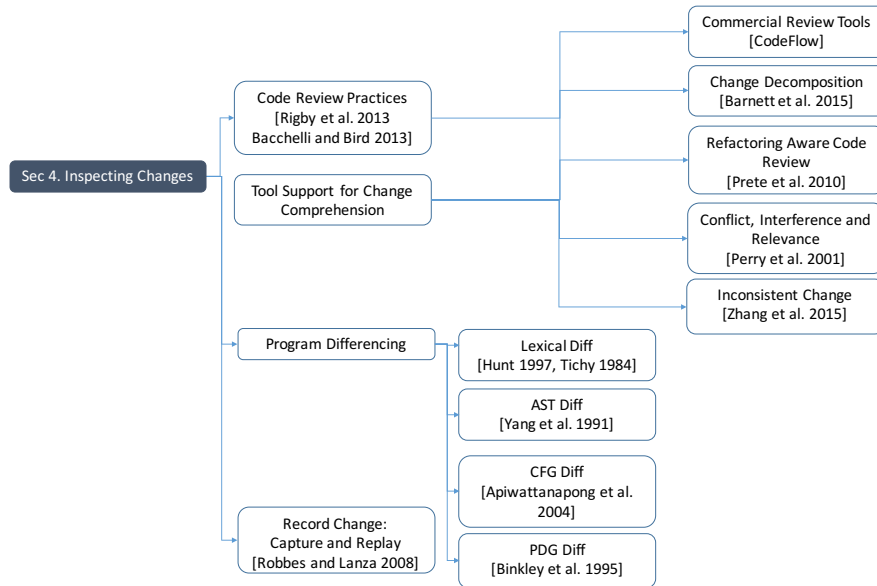 Sec 4. Inspecting Changes
Code Review Practices
[Rigby et al. 2013
Bacchelli and Bird 2013]
Tool Support for Change
Comprehension
Commercial Review Tools
[CodeFlow]
Change Decomposition
[Barnett et al. 2015]
Refactoring Aware Code
Review
[Prete et al. 2010]
Conflict, Interference and
Relevance
[Perry et al. 2001]
Inconsistent Change
[Zhang et al. 2015]
Program Differencing
Lexical Diff
[Hunt 1997, Tichy 1984]
AST Diff
[Yang et al. 1991]
CFG Diff
[Apiwattanapong et al.
2004]
PDG Diff
[Binkley et al. 1995]
Record Change:
Capture and Replay
[Robbes and Lanza 2008]